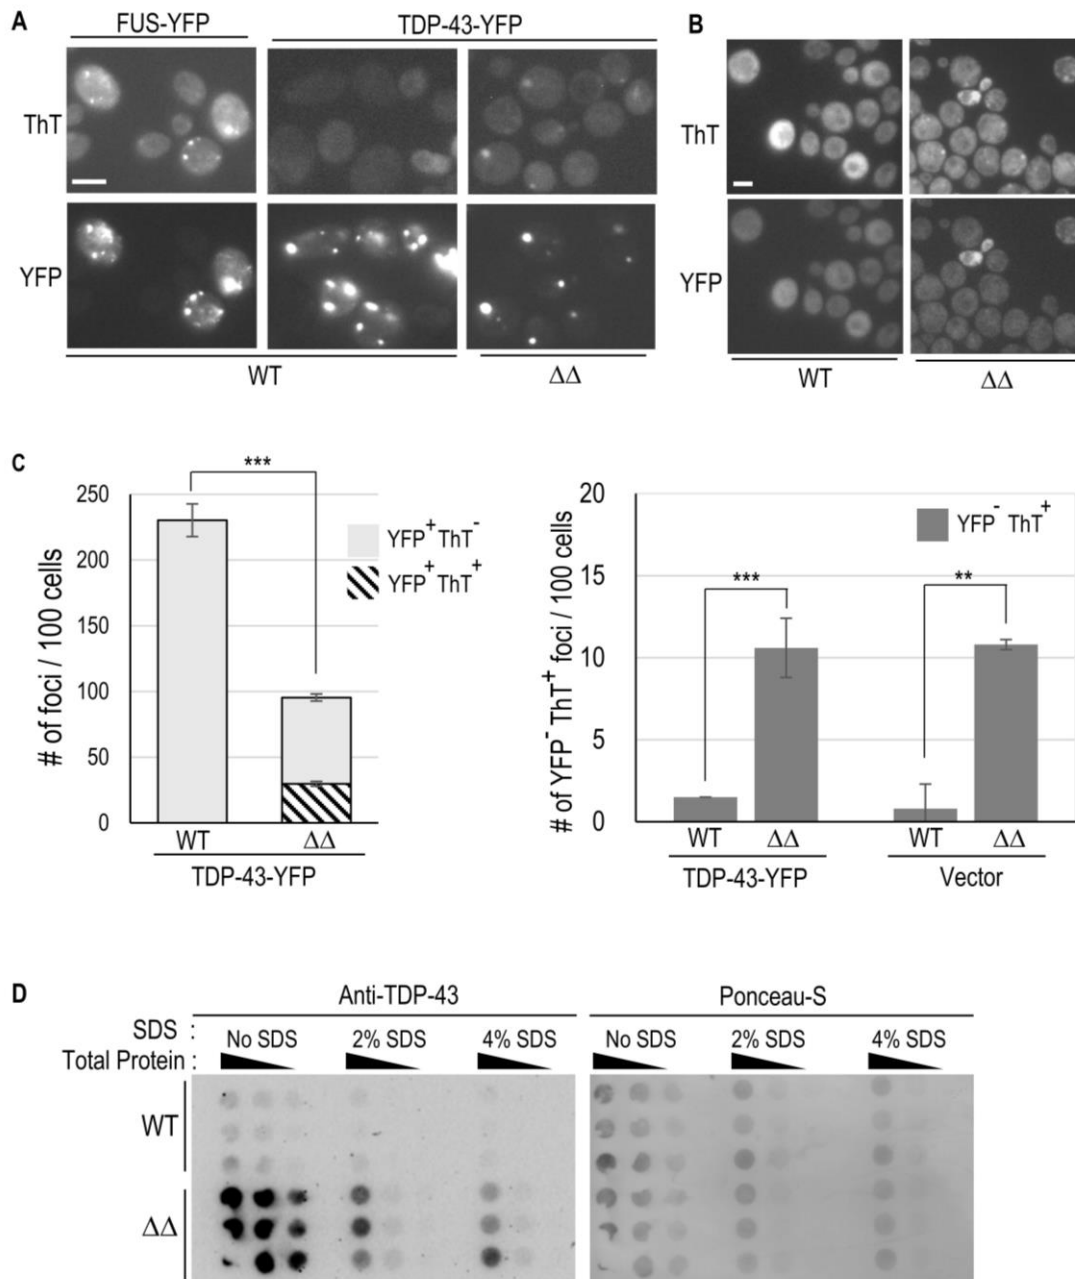 A
FUS-YFP TDP-43-YFP
ThT
YFP
WT ΔΔ
B
ThT
YFP
WT ΔΔ
C
# of foci / 100 cells
250
200
150
100
50
0
***
YFP⁺ ThT⁻
YFP⁺ ThT⁺
WT ΔΔ
TDP-43-YFP
# of YFP⁻ ThT⁺ foci / 100 cells
20
15
10
5
0
YFP⁻ ThT⁺
*** **
WT ΔΔ WT ΔΔ
TDP-43-YFP Vector
D
Anti-TDP-43 Ponceau-S
SDS : No SDS 2% SDS 4% SDS No SDS 2% SDS 4% SDS
Total Protein :
WT
ΔΔ